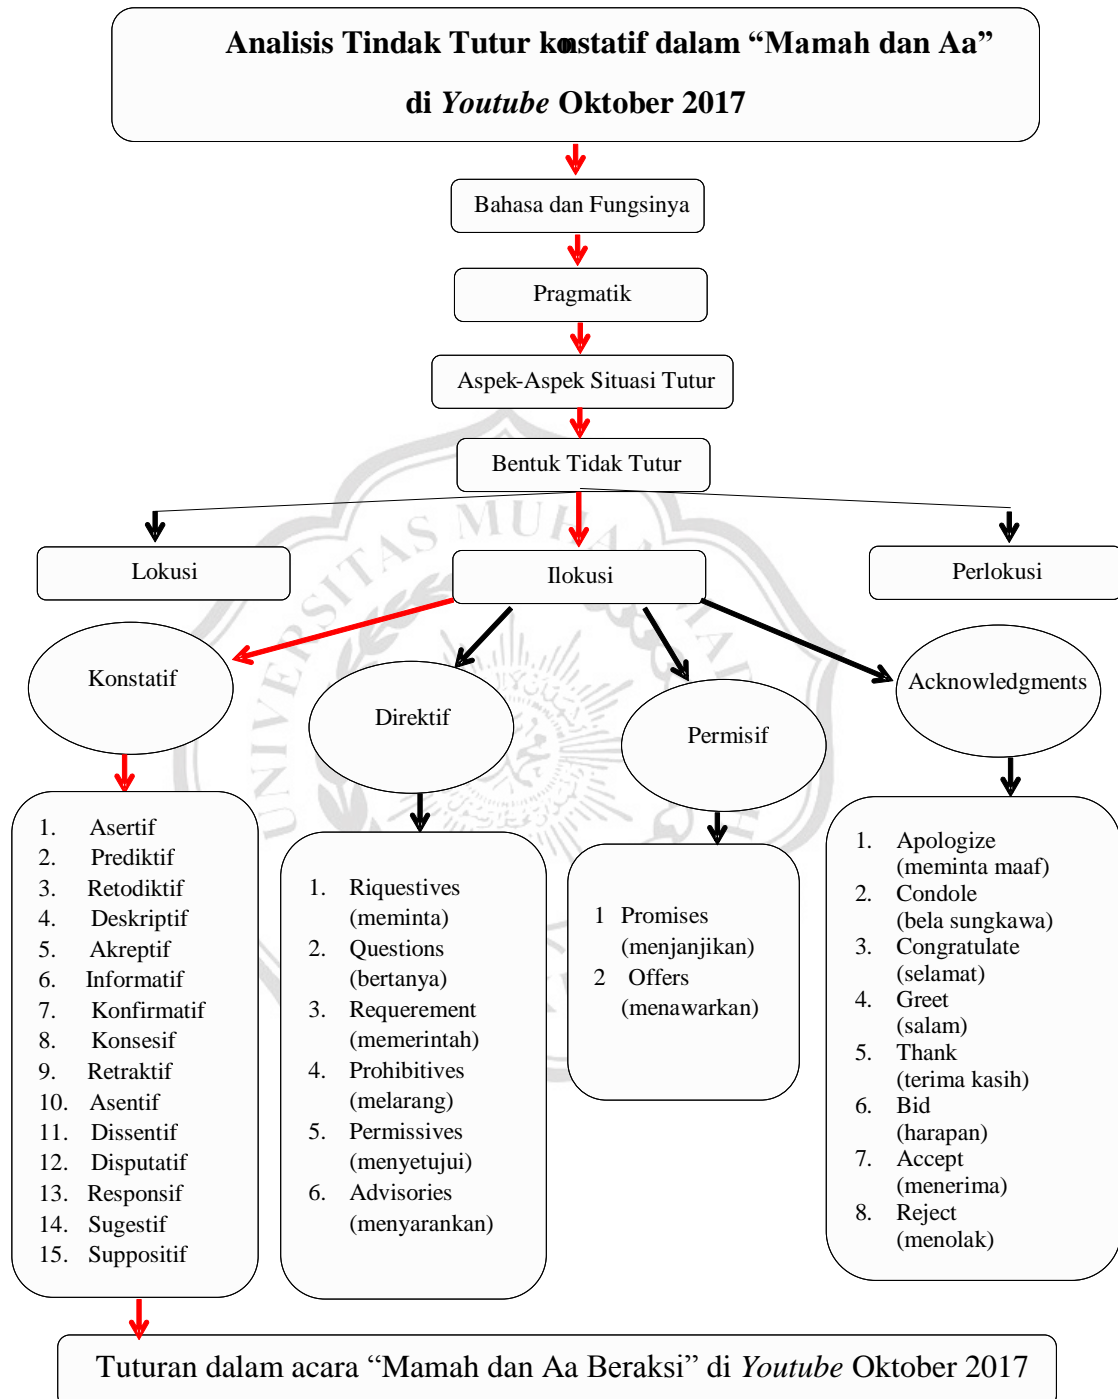 Analisis Tindak Tutur konstatif dalam “Mamah dan Aa”
di Youtube Oktober 2017
Bahasa dan Fungsinya
Pragmatik
Aspek-Aspek Situasi Tutur
Bentuk Tidak Tutur
Lokusi
Ilokusi
Perlokusi
Konstatif
Direktif
Permisif
Acknowledgments
1. Asertif
2. Prediktif
3. Retodiktif
4. Deskriptif
5. Akreptif
6. Informatif
7. Konfirmatif
8. Konsesif
9. Retraktif
10. Asentif
11. Dissentif
12. Disputatif
13. Responsif
14. Sugestif
15. Suppositif
1. Riquestives
(meminta)
2. Questions
(bertanya)
3. Requerement
(memerintah)
4. Prohibitives
(melarang)
5. Permissives
(menyetujui)
6. Advisories
(menyarankan)
1 Promises
(menjanjikan)
2 Offers
(menawarkan)
1. Apologize
(meminta maaf)
2. Condole
(bela sungkawa)
3. Congratulate
(selamat)
4. Greet
(salam)
5. Thank
(terima kasih)
6. Bid
(harapan)
7. Accept
(menerima)
8. Reject
(menolak)
Tuturan dalam acara “Mamah dan Aa Beraksi” di Youtube Oktober 2017
UNIVERSITAS MUHAM